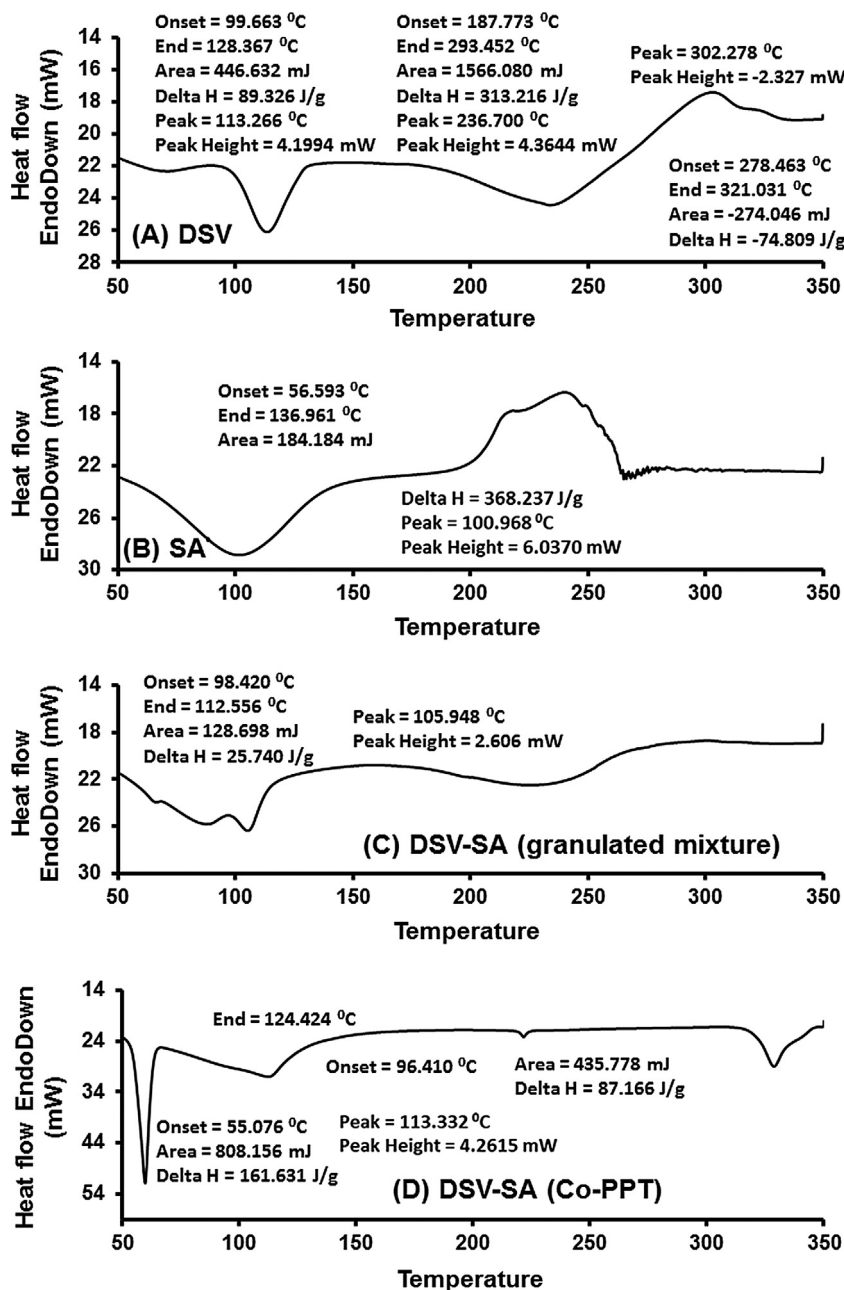 Onset = 99.663 ⁰C
End = 128.367 ⁰C
Area = 446.632 mJ
Delta H = 89.326 J/g
Peak = 113.266 ⁰C
Peak Height = 4.1994 mW
Onset = 187.773 ⁰C
End = 293.452 ⁰C
Area = 1566.080 mJ
Delta H = 313.216 J/g
Peak = 236.700 ⁰C
Peak Height = 4.3644 mW
Peak = 302.278 ⁰C
Peak Height = -2.327 mW
Onset = 278.463 ⁰C
End = 321.031 ⁰C
Area = -274.046 mJ
Delta H = -74.809 J/g
Heat flow
EndoDown (mW)
14
16
18
20
22
24
26
28
(A) DSV
50 100 150 200 250 300 350
Temperature
Heat flow
EndoDown (mW)
14
18
22
26
30
Onset = 56.593 ⁰C
End = 136.961 ⁰C
Area = 184.184 mJ
Delta H = 368.237 J/g
Peak = 100.968 ⁰C
Peak Height = 6.0370 mW
(B) SA
50 100 150 200 250 300 350
Temperature
Heat flow
EndoDown (mW)
14
18
22
26
30
Onset = 98.420 ⁰C
End = 112.556 ⁰C
Area = 128.698 mJ
Delta H = 25.740 J/g
Peak = 105.948 ⁰C
Peak Height = 2.606 mW
(C) DSV-SA (granulated mixture)
50 100 150 200 250 300 350
Temperature
Heat flow EndoDown
(mW)
14
24
34
44
54
End = 124.424 ⁰C
Onset = 96.410 ⁰C
Area = 435.778 mJ
Delta H = 87.166 J/g
Onset = 55.076 ⁰C
Area = 808.156 mJ
Delta H = 161.631 J/g
Peak = 113.332 ⁰C
Peak Height = 4.2615 mW
(D) DSV-SA (Co-PPT)
50 100 150 200 250 300 350
Temperature